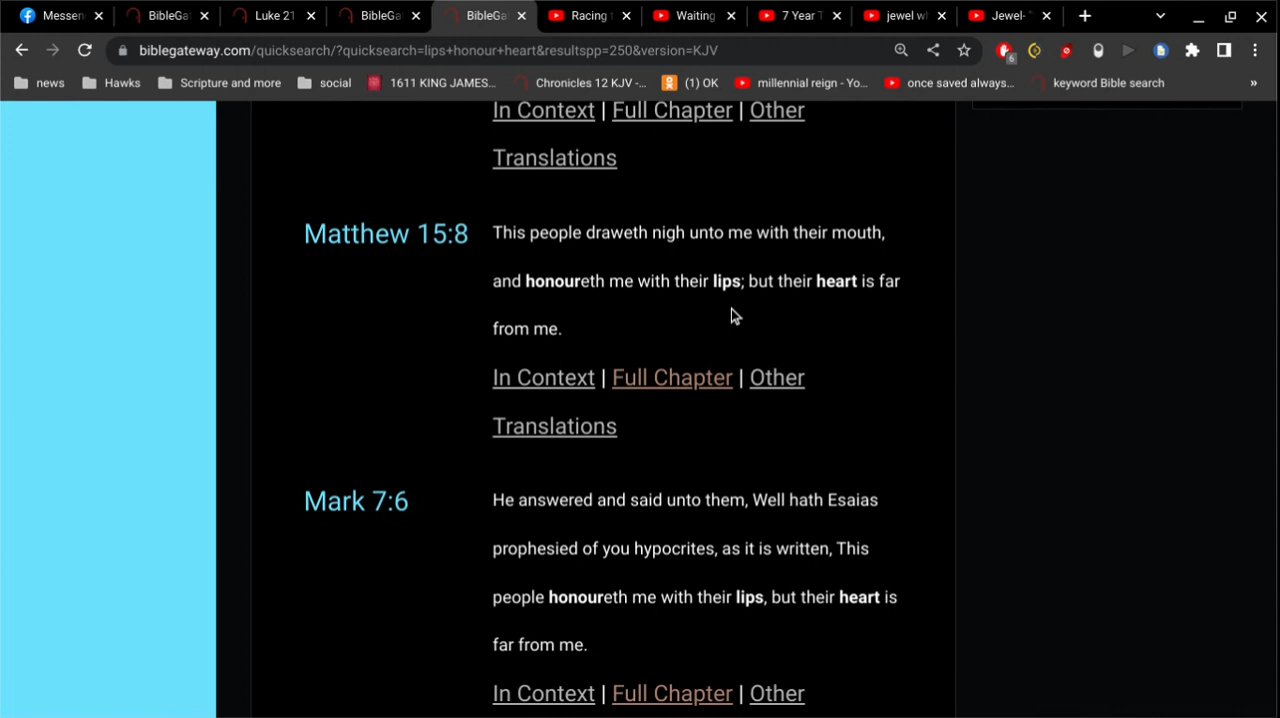 Messen
BibleGa
Luke 21
BibleGa
BibleGa
Racing
Waiting
7 Year T
jewel w
Jewel-
biblegateway.com/quicksearch/?quicksearch=lips+honour+heart&resultspp=250&version=KJV
6
news
Hawks
Scripture and more
social
1611 KING JAMES...
Chronicles 12 KJV -...
(1) OK
millennial reign - Yo...
once saved always...
keyword Bible search
»
In Context | Full Chapter | Other
Translations
Matthew 15:8
This people draweth nigh unto me with their mouth,
and honoureth me with their lips; but their heart is far
from me.
In Context | Full Chapter | Other
Translations
Mark 7:6
He answered and said unto them, Well hath Esaias
prophesied of you hypocrites, as it is written, This
people honoureth me with their lips, but their heart is
far from me.
In Context | Full Chapter | Other